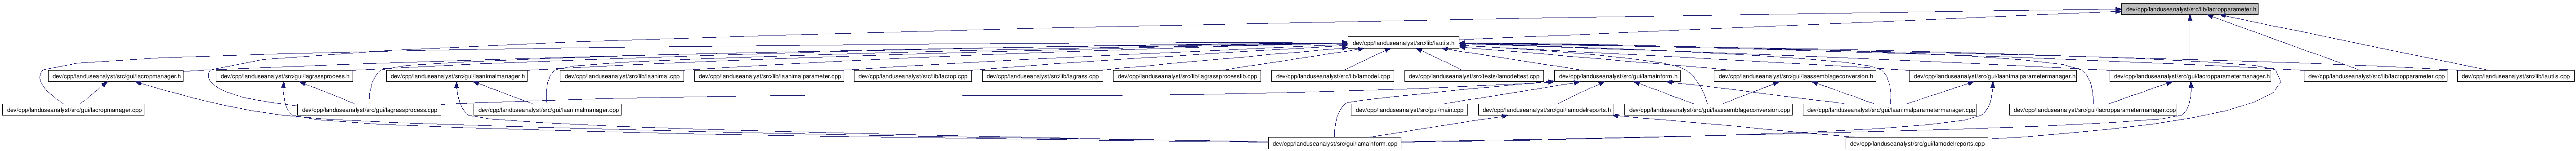 dev/cpp/landuseanalyst/src/lib/lacropparameter.h
dev/cpp/landuseanalyst/src/lib/lautils.h
dev/cpp/landuseanalyst/src/gui/lacropmanager.h
dev/cpp/landuseanalyst/src/gui/lagrassprocess.h
dev/cpp/landuseanalyst/src/gui/laanimalmanager.h
dev/cpp/landuseanalyst/src/lib/laanimal.cpp
dev/cpp/landuseanalyst/src/lib/laanimalparameter.cpp
dev/cpp/landuseanalyst/src/lib/lacrop.cpp
dev/cpp/landuseanalyst/src/lib/lagrass.cpp
dev/cpp/landuseanalyst/src/lib/lagrassprocesslib.cpp
dev/cpp/landuseanalyst/src/lib/lamodel.cpp
dev/cpp/landuseanalyst/src/tests/lamodeltest.cpp
dev/cpp/landuseanalyst/src/gui/lamainform.h
dev/cpp/landuseanalyst/src/gui/laassemblageconversion.h
dev/cpp/landuseanalyst/src/gui/laanimalparametermanager.h
dev/cpp/landuseanalyst/src/gui/lacropparametermanager.h
dev/cpp/landuseanalyst/src/lib/lacropparameter.cpp
dev/cpp/landuseanalyst/src/lib/lautils.cpp
dev/cpp/landuseanalyst/src/gui/lacropmanager.cpp
dev/cpp/landuseanalyst/src/gui/lagrassprocess.cpp
dev/cpp/landuseanalyst/src/gui/laanimalmanager.cpp
dev/cpp/landuseanalyst/src/gui/main.cpp
dev/cpp/landuseanalyst/src/gui/lamodelreports.h
dev/cpp/landuseanalyst/src/gui/laassemblageconversion.cpp
dev/cpp/landuseanalyst/src/gui/laanimalparametermanager.cpp
dev/cpp/landuseanalyst/src/gui/lacropparametermanager.cpp
dev/cpp/landuseanalyst/src/gui/lamainform.cpp
dev/cpp/landuseanalyst/src/gui/lamodelreports.cpp